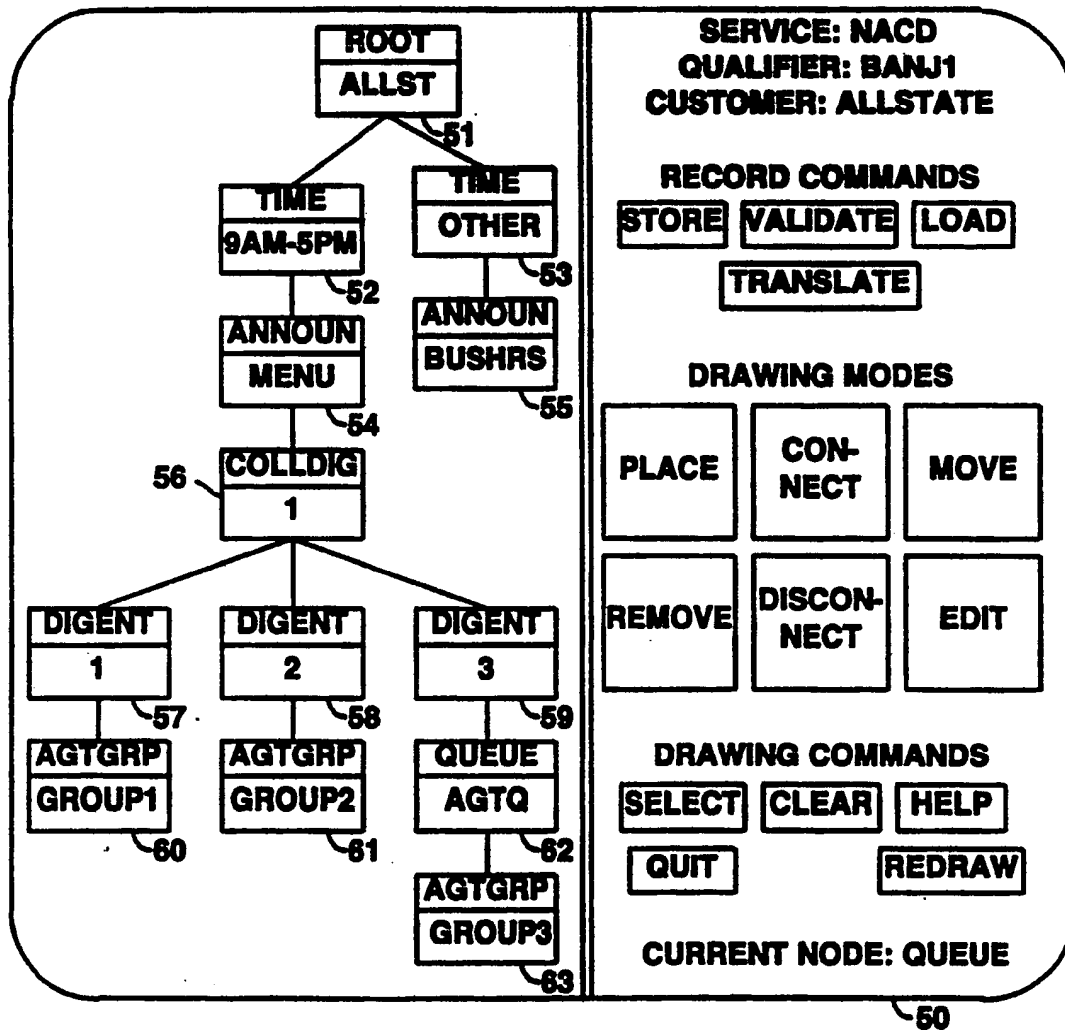 ROOT
ALLST
51
TIME
9AM-5PM
52
TIME
OTHER
53
ANNOUN
MENU
54
ANNOUN
BUSHRS
55
56
COLLDIG
1
DIGENT
1
57
DIGENT
2
58
DIGENT
3
59
AGTGRP
GROUP1
60
AGTGRP
GROUP2
61
QUEUE
AGTQ
62
AGTGRP
GROUP3
63
SERVICE: NACD
QUALIFIER: BANJ1
CUSTOMER: ALLSTATE
RECORD COMMANDS
STORE VALIDATE LOAD
TRANSLATE
DRAWING MODES
PLACE
CON-
NECT
MOVE
REMOVE
DISCON-
NECT
EDIT
DRAWING COMMANDS
SELECT CLEAR HELP
QUIT REDRAW
CURRENT NODE: QUEUE
50